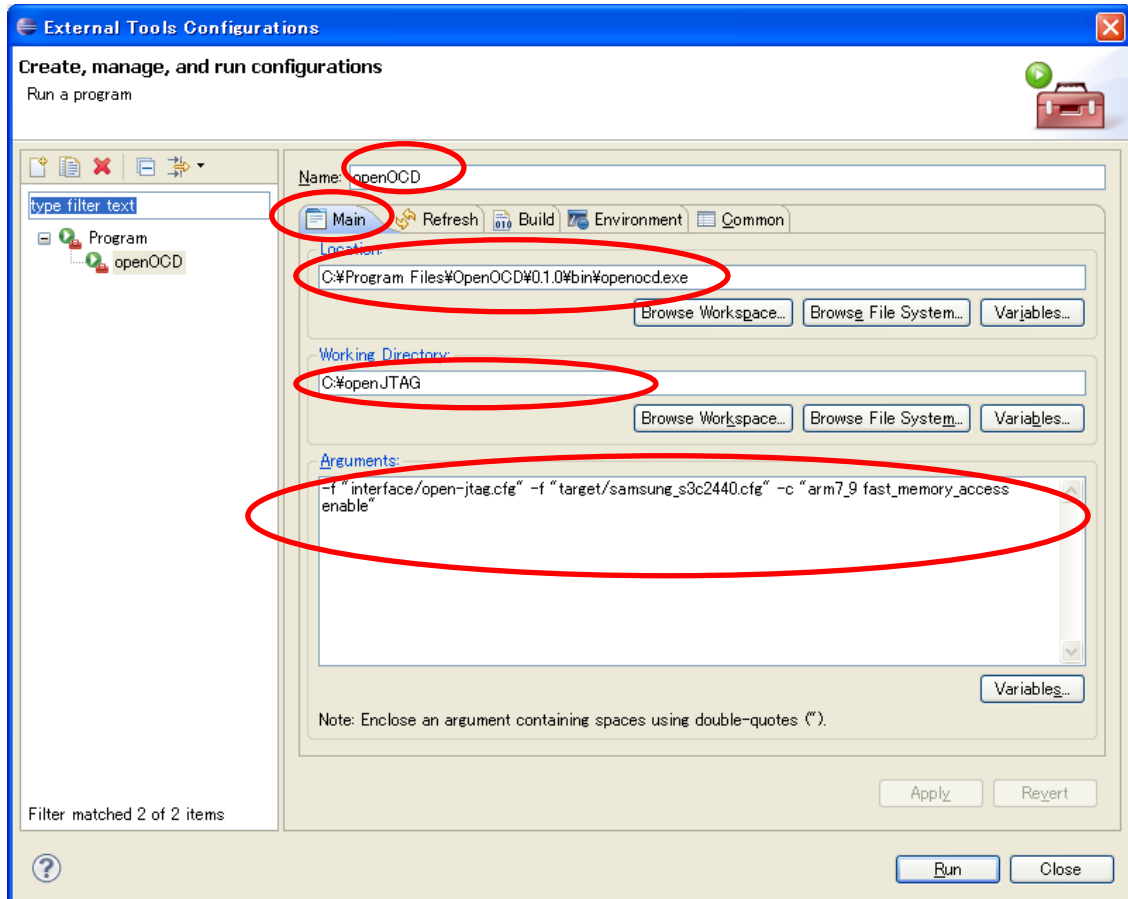 External Tools Configurations
Create, manage, and run configurations
Run a program
type filter text
Program
openOCD
Filter matched 2 of 2 items
Name: openOCD
Main Refresh Build Environment Common
Location:
C:¥Program Files¥OpenOCD¥0.1.0¥bin¥openocd.exe
Browse Workspace... Browse File System... Variables...
Working Directory:
C:¥openJTAG
Browse Workspace... Browse File System... Variables...
Arguments:
-f "interface/open-jtag.cfg" -f "target/samsung_s3c2440.cfg" -c "arm7_9 fast_memory_access
enable"
Variables...
Note: Enclose an argument containing spaces using double-quotes (").
Apply Revert
? Run Close